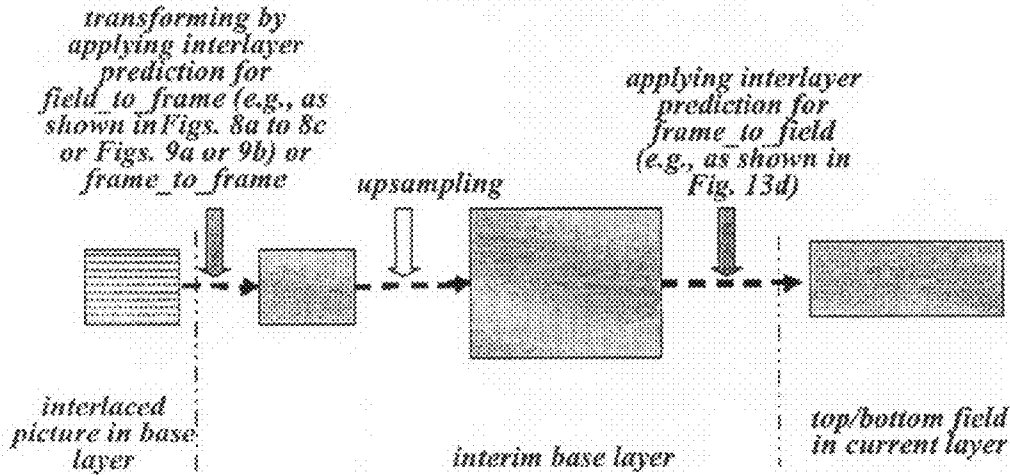 transforming by
applying interlayer
prediction for
field_to_frame (e.g., as
shown in Figs. 8a to 8c
or Figs. 9a or 9b) or
frame_to_frame
upsampling
applying interlayer
prediction for
frame_to_field
(e.g., as shown in
Fig. 13d)
interlaced
picture in base
layer
interim base layer
top/bottom field
in current layer